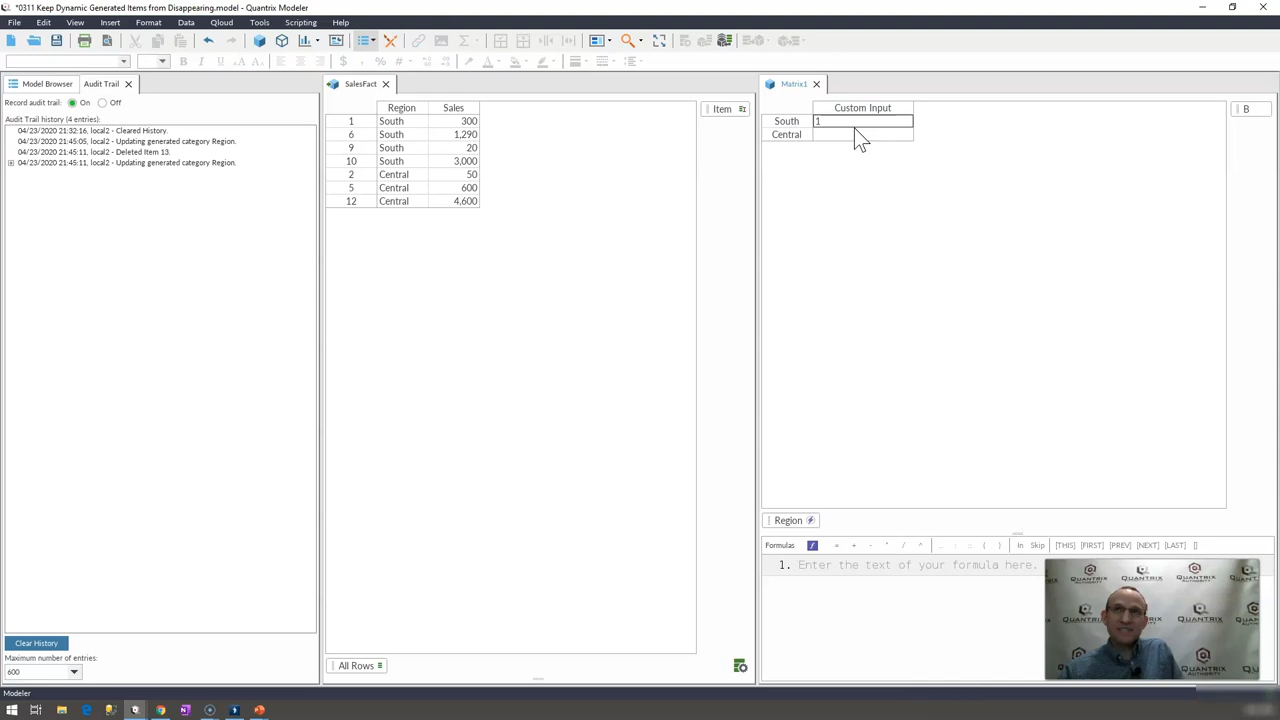 *0311 Keep Dynamic Generated Items from Disappearing.model - Quantrix Modeler
File Edit View Insert Format Data Qloud Tools Scripting Help
B I U
$ , % #
Model Browser Audit Trail
Record audit trail: On Off
Audit Trail history (4 entries):
04/23/2020 21:32:16, local2 - Cleared History.
04/23/2020 21:45:05, local2 - Updating generated category Region.
04/23/2020 21:45:11, local2 - Deleted Item 13.
04/23/2020 21:45:11, local2 - Updating generated category Region.
Clear History
Maximum number of entries:
600
SalesFact
Region Sales
1 South 300
6 South 1,290
9 South 20
10 South 3,000
2 Central 50
5 Central 600
12 Central 4,600
Item
All Rows
Matrix1
Custom Input
South 1
Central
B
Region
Formulas f = + - * / ^ ... : :: ( ) In Skip [THIS] [FIRST] [PREV] [NEXT] [LAST] []
1. Enter the text of your formula here.
QUANTRIX AUTHORITY
Modeler